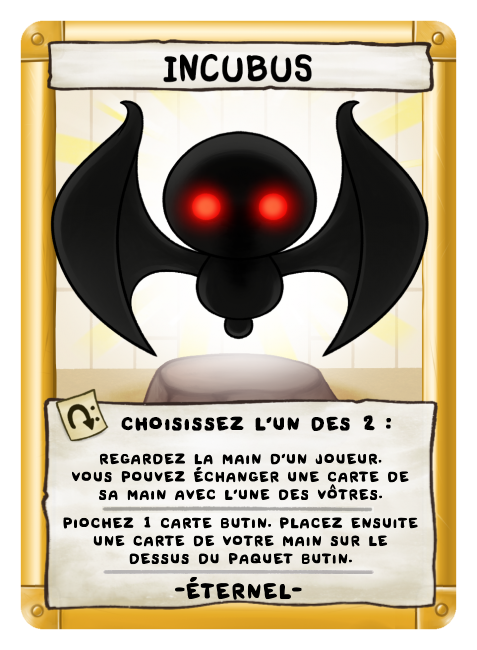 INCUBUS
CHOISISSEZ L'UN DES 2 :
REGARDEZ LA MAIN D'UN JOUEUR.
VOUS POUVEZ ÉCHANGER UNE CARTE DE
SA MAIN AVEC L'UNE DES VÔTRES.
PIOCHEZ 1 CARTE BUTIN. PLACEZ ENSUITE
UNE CARTE DE VOTRE MAIN SUR LE
DESSUS DU PAQUET BUTIN.
-ÉTERNEL-